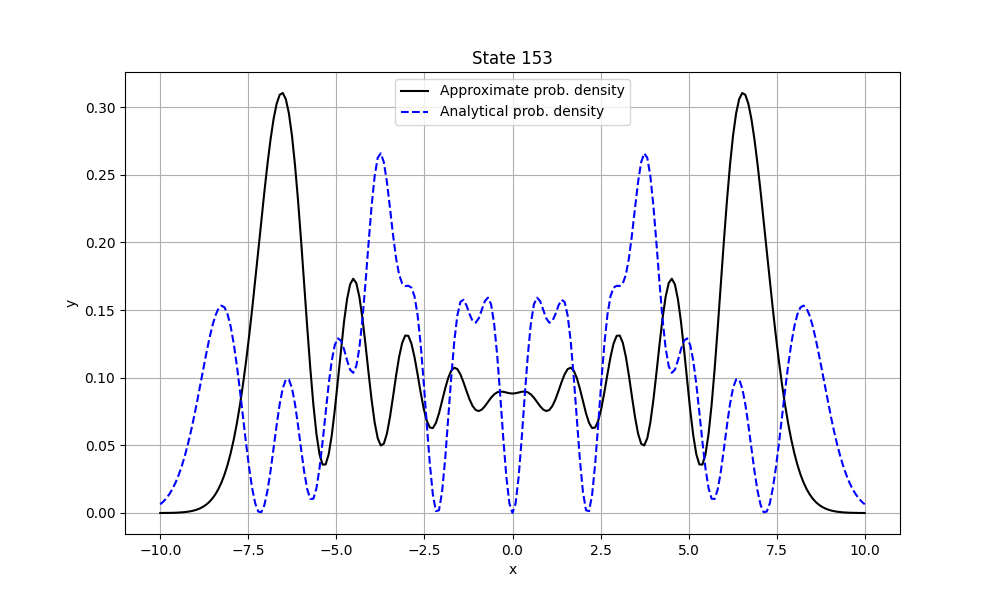 State 153
Approximate prob. density
Analytical prob. density
y
0.30
0.25
0.20
0.15
0.10
0.05
0.00
−10.0 −7.5 −5.0 −2.5 0.0 2.5 5.0 7.5 10.0
x